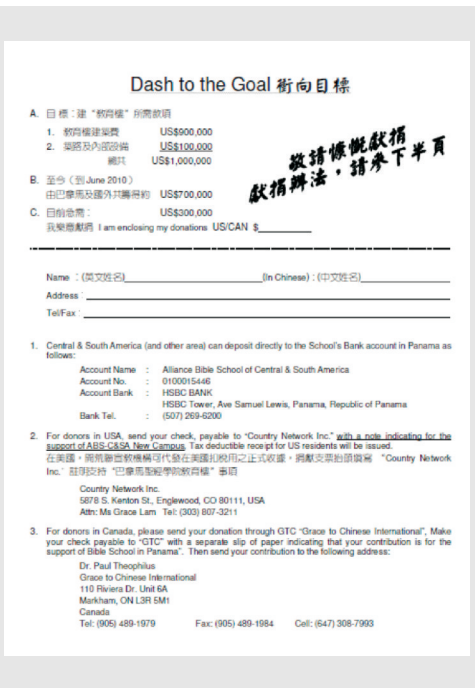 Dash to the Goal 衝向目標
A. 目標：建 "教育樓" 所需款項
1. 教育樓建築費 US$900,000
2. 築路及內部設備 US$100,000
總共 US$1,000,000
敬請慷慨獻捐
獻捐辦法，請參下半頁
B. 至今（到 June 2010）
由巴拿馬及國外共籌得約 US$700,000
C. 目前急需： US$300,000
我樂意獻捐 I am enclosing my donations US/CAN $
Name：(英文姓名) (In Chinese)：(中文姓名)
Address：
Tel/Fax：
1. Central & South America (and other area) can deposit directly to the School's Bank account in Panama as
follows:
Account Name : Alliance Bible School of Central & South America
Account No. : 0100015446
Account Bank : HSBC BANK
HSBC Tower, Ave Samuel Lewis, Panama, Republic of Panama
Bank Tel. : (507) 269-6200
2. For donors in USA, send your check, payable to "Country Network Inc." with a note indicating for the
support of ABS-C&SA New Campus. Tax deductible receipt for US residents will be issued.
在美國，開荒聯宣教機構可代發在美國扣稅用之正式收據，捐獻支票抬頭填寫 "Country Network
Inc." 註明支持 "巴拿馬聖經學院教育樓" 事項
Country Network Inc.
5878 S. Kenton St., Englewood, CO 80111, USA
Attn: Ms Grace Lam Tel: (303) 807-3211
3. For donors in Canada, please send your donation through GTC "Grace to Chinese International", Make
your check payable to "GTC" with a separate slip of paper indicating that your contribution is for the
support of Bible School in Panama". Then send your contribution to the following address:
Dr. Paul Theophilus
Grace to Chinese International
110 Riviera Dr. Unit 6A
Markham, ON L3R 5M1
Canada
Tel: (905) 489-1979 Fax: (905) 489-1984 Cell: (647) 308-7993